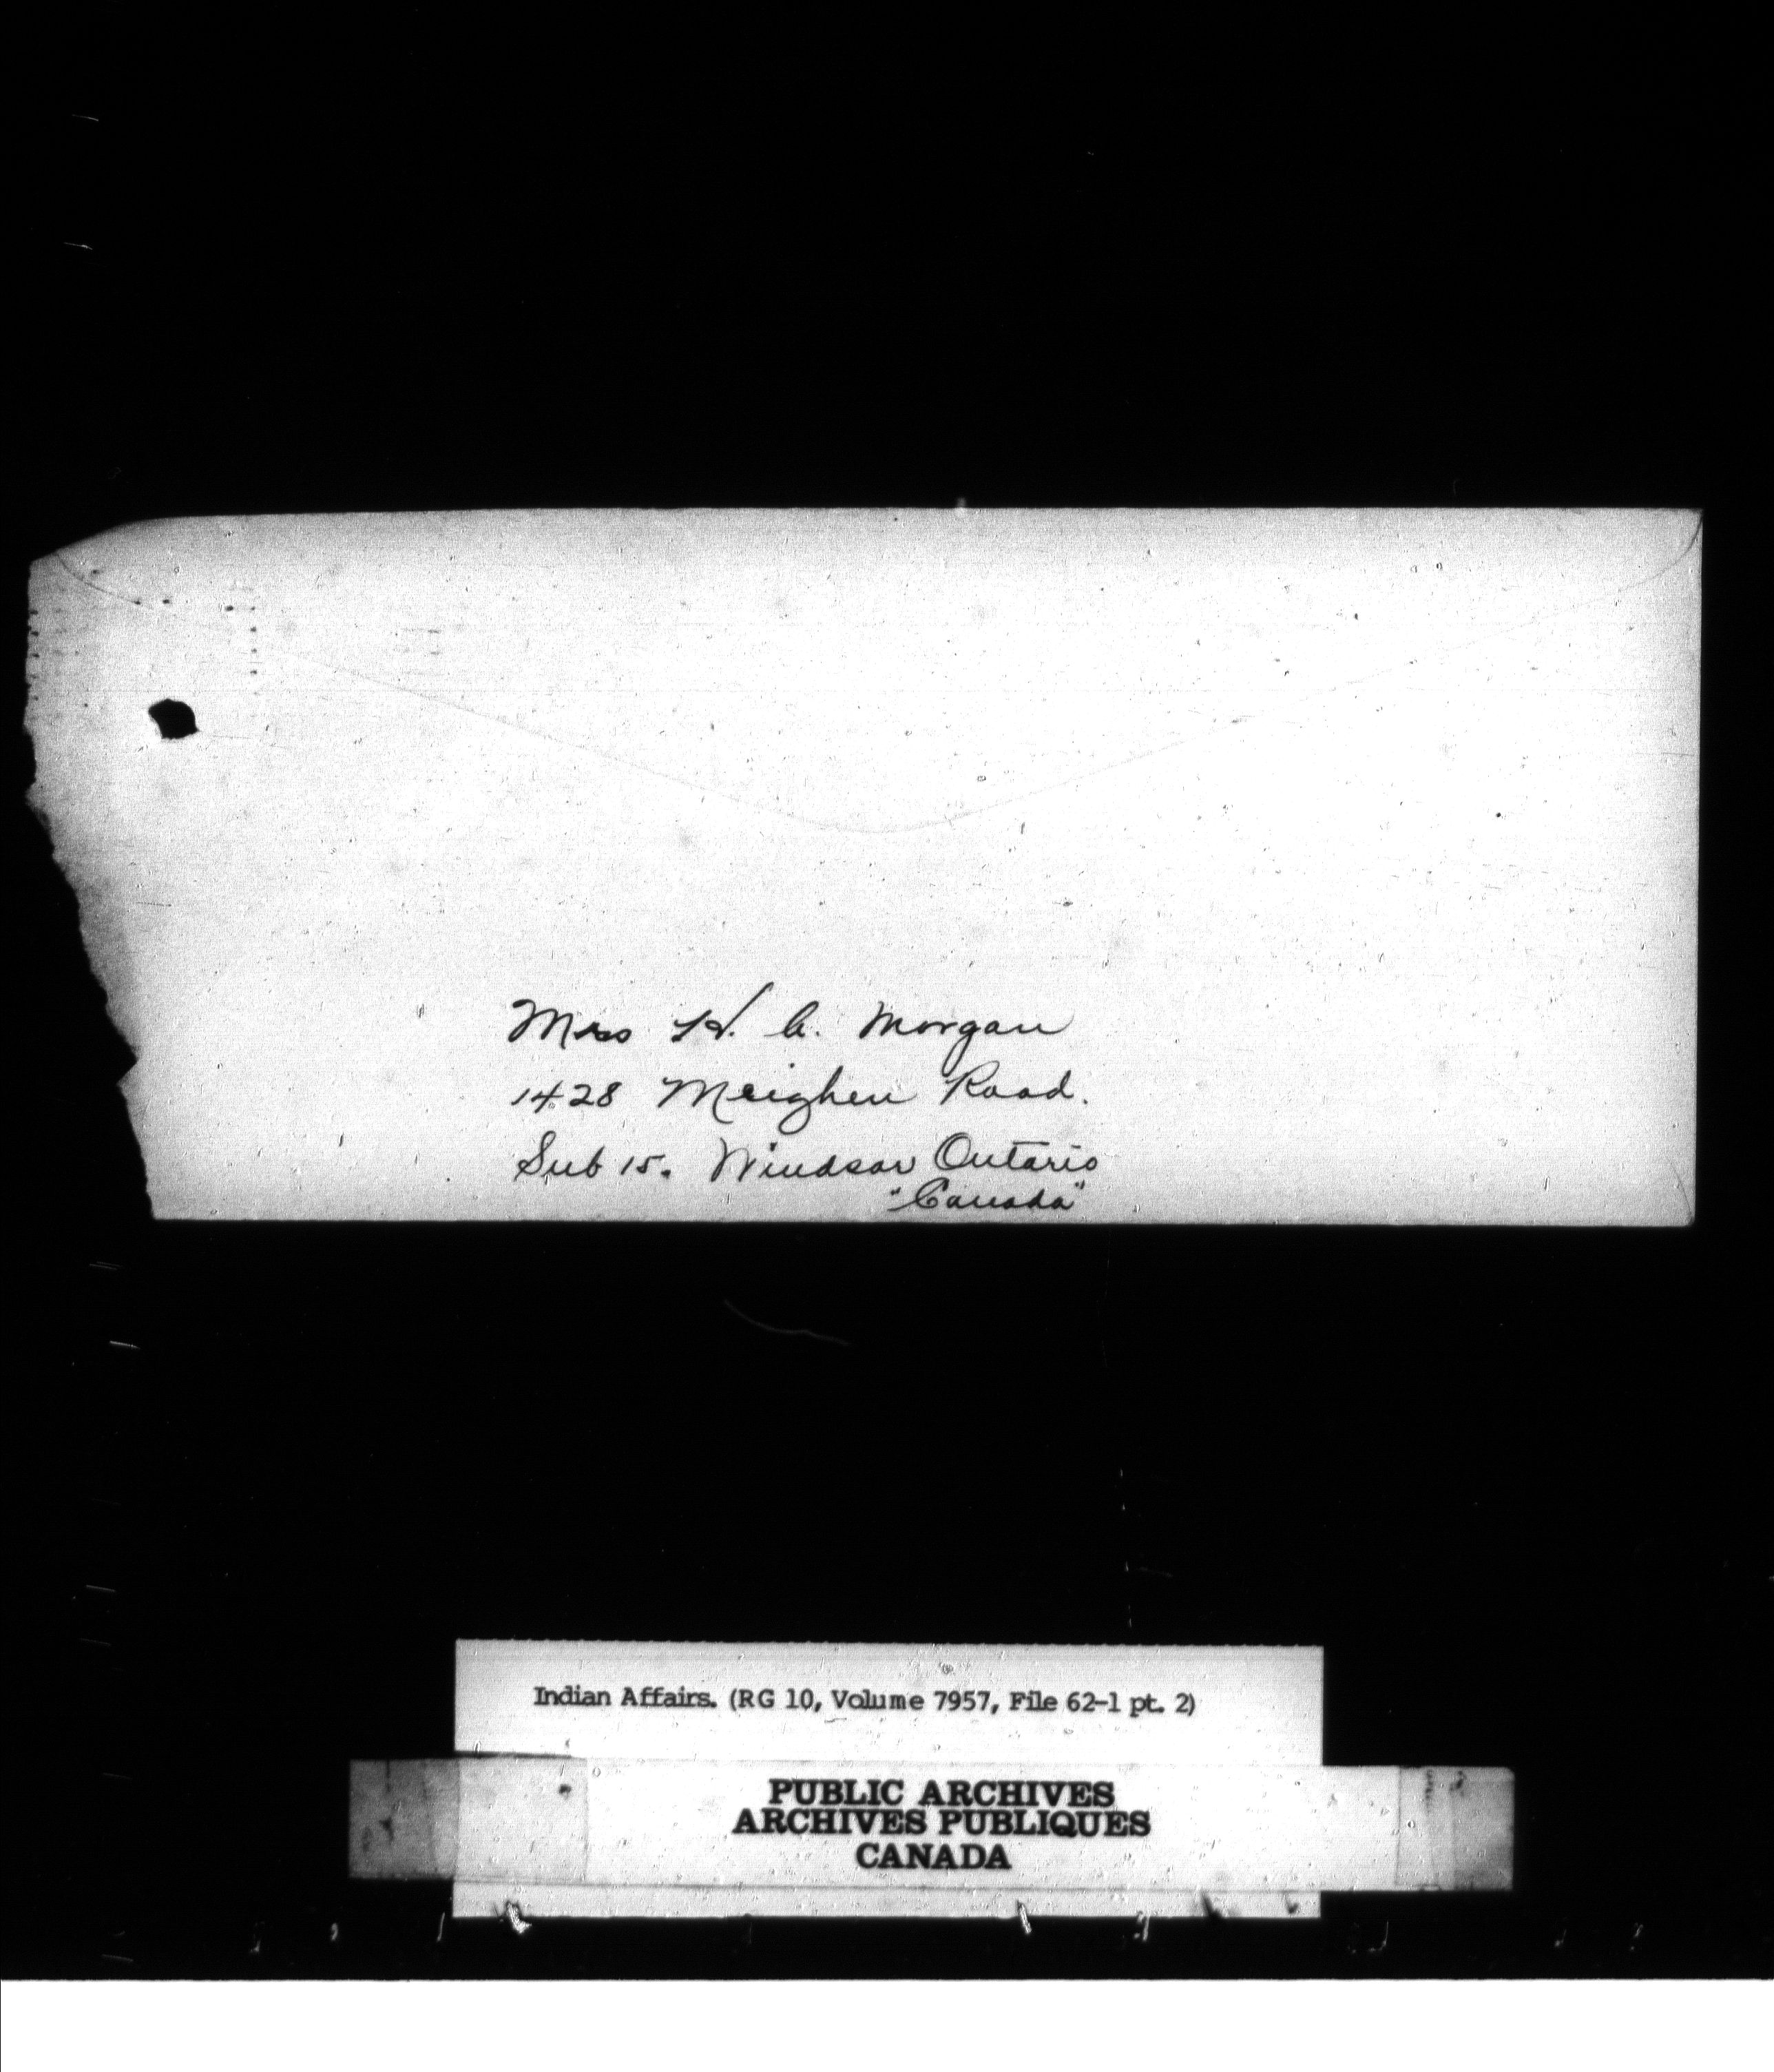 Mrs H. C. Morgan
1428 Meighen Road.
Sub 15. Windsor Ontario
"Canada"
Indian Affairs. (RG 10, Volume 7957, File 62-1 pt. 2)
PUBLIC ARCHIVES
ARCHIVES PUBLIQUES
CANADA